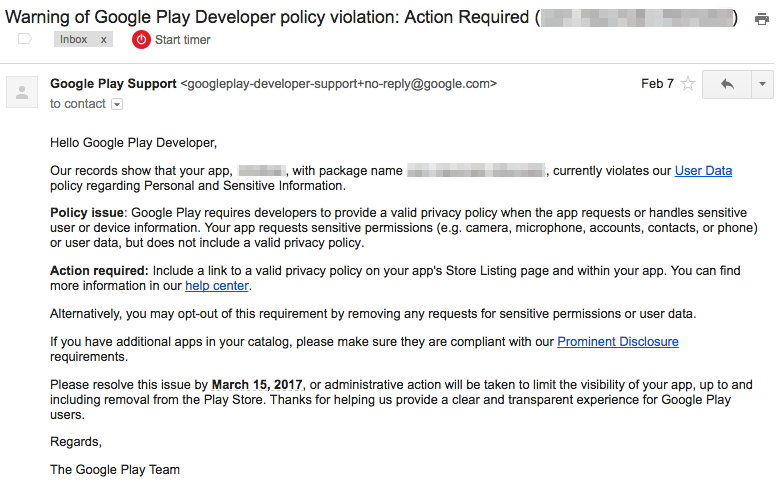 Warning of Google Play Developer policy violation: Action Required ( )
Inbox x
Start timer
Google Play Support <googleplay-developer-support+no-reply@google.com>
Feb 7
to contact
Hello Google Play Developer,
Our records show that your app, , with package name , currently violates our User Data
policy regarding Personal and Sensitive Information.
Policy issue: Google Play requires developers to provide a valid privacy policy when the app requests or handles sensitive
user or device information. Your app requests sensitive permissions (e.g. camera, microphone, accounts, contacts, or phone)
or user data, but does not include a valid privacy policy.
Action required: Include a link to a valid privacy policy on your app's Store Listing page and within your app. You can find
more information in our help center.
Alternatively, you may opt-out of this requirement by removing any requests for sensitive permissions or user data.
If you have additional apps in your catalog, please make sure they are compliant with our Prominent Disclosure
requirements.
Please resolve this issue by March 15, 2017, or administrative action will be taken to limit the visibility of your app, up to and
including removal from the Play Store. Thanks for helping us provide a clear and transparent experience for Google Play
users.
Regards,
The Google Play Team